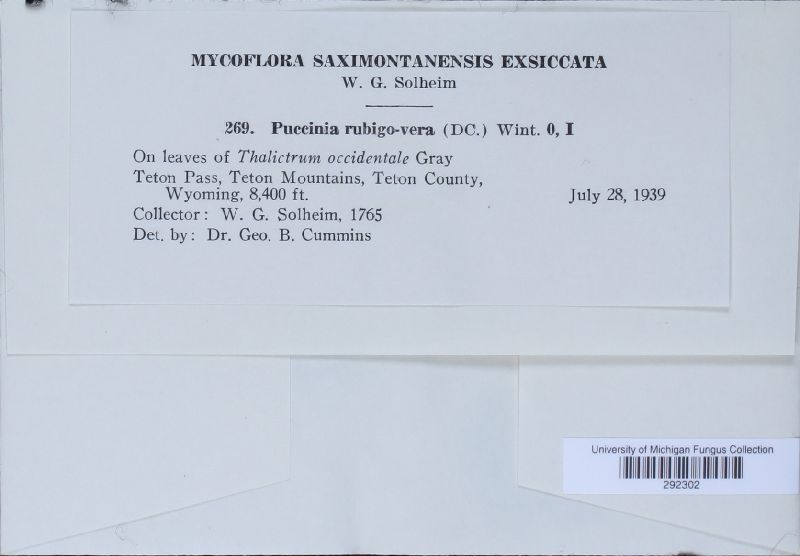 MYCOFLORA SAXIMONTANENSIS EXSICCATA
W. G. Solheim
269. Puccinia rubigo-vera (DC.) Wint. 0, I
On leaves of Thalictrum occidentale Gray
Teton Pass, Teton Mountains, Teton County,
Wyoming, 8,400 ft. July 28, 1939
Collector: W. G. Solheim, 1765
Det. by: Dr. Geo. B. Cummins
University of Michigan Fungus Collection
292302